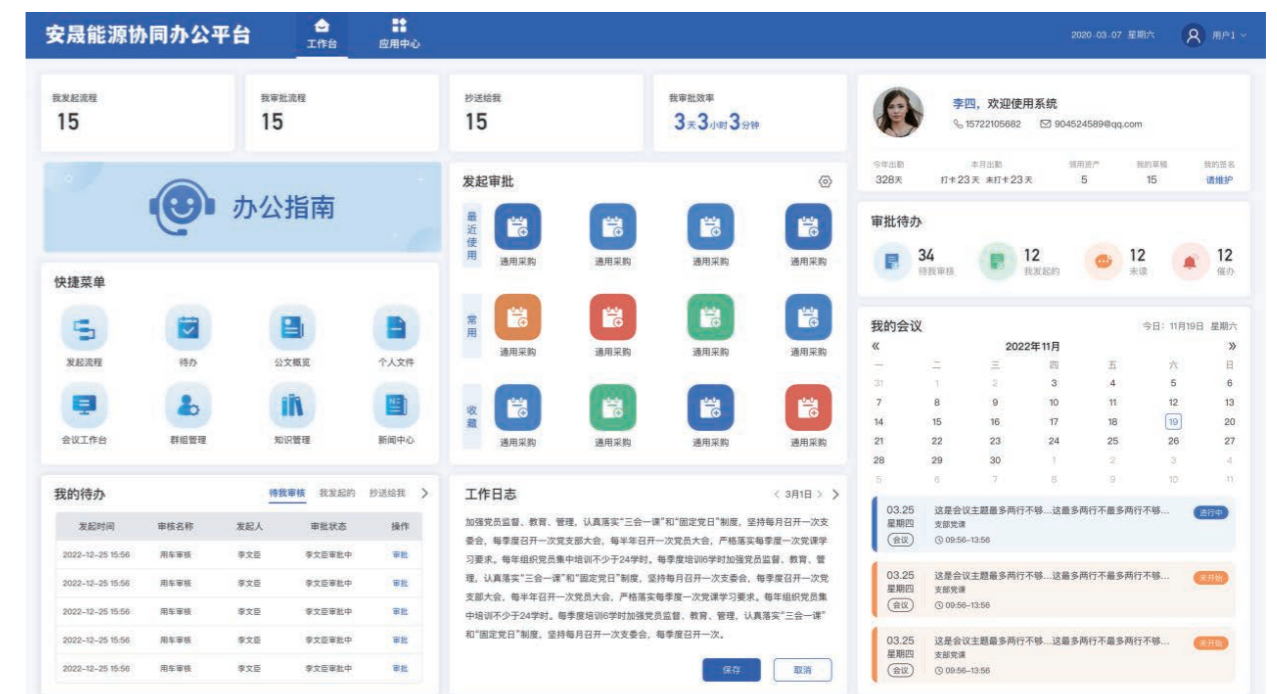 安晟能源协同办公平台
工作台
应用中心
2020-03-07 星期六
用户1
我发起流程
15
我审批流程
15
抄送给我
15
我审批效率
3天3小时3分钟
李四，欢迎使用系统
15722105682 904524589@qq.com
今年出勤 本月出勤 领用资产 我的草稿 我的签名
328天 打卡23天 未打卡23天 5 15 请维护
办公指南
快捷菜单
发起流程 待办 公文概览 个人文件
会议工作台 群组管理 知识管理 新闻中心
发起审批
最近使用
通用采购 通用采购 通用采购 通用采购
常用
通用采购 通用采购 通用采购 通用采购
收藏
通用采购 通用采购 通用采购 通用采购
审批待办
34 待我审核
12 我发起的
12 未读
12 催办
我的会议 今日：11月19日 星期六
《 2022年11月 》
一 二 三 四 五 六 日
31 1 2 3 4 5 6
7 8 9 10 11 12 13
14 15 16 17 18 19 20
21 22 23 24 25 26 27
28 29 30 1 2 3 4
5 6 7 8 9 10 11
03.25 这是会议主题最多两行不够...这最多两行不最多两行不够... 进行中
星期四 支部党课
会议 09:56-13:56
03.25 这是会议主题最多两行不够...这最多两行不最多两行不够... 未开始
星期四 支部党课
会议 09:56-13:56
03.25 这是会议主题最多两行不够...这最多两行不最多两行不够... 未开始
星期四 支部党课
会议 09:56-13:56
我的待办 待我审核 我发起的 抄送给我 >
发起时间 审核名称 发起人 审批状态 操作
2022-12-25 15:56 用车审核 李文臣 李文臣审批中 审批
2022-12-25 15:56 用车审核 李文臣 李文臣审批中 审批
2022-12-25 15:56 用车审核 李文臣 李文臣审批中 审批
2022-12-25 15:56 用车审核 李文臣 李文臣审批中 审批
2022-12-25 15:56 用车审核 李文臣 李文臣审批中 审批
工作日志 < 3月1日 > >
加强党员监督、教育、管理，认真落实“三会一课”和“固定党日”制度，坚持每月召开一次支
委会，每季度召开一次党支部大会，每半年召开一次党员大会，严格落实每季度一次党课学
习要求。每年组织党员集中培训不少于24学时。每季度培训6学时加强党员监督、教育、管
理，认真落实“三会一课”和“固定党日”制度，坚持每月召开一次支委会，每季度召开一次党
支部大会，每半年召开一次党员大会，严格落实每季度一次党课学习要求。每年组织党员集
中培训不少于24学时。每季度培训6学时加强党员监督、教育、管理，认真落实“三会一课”
和“固定党日”制度，坚持每月召开一次支委会，每季度召开一次。
保存 取消